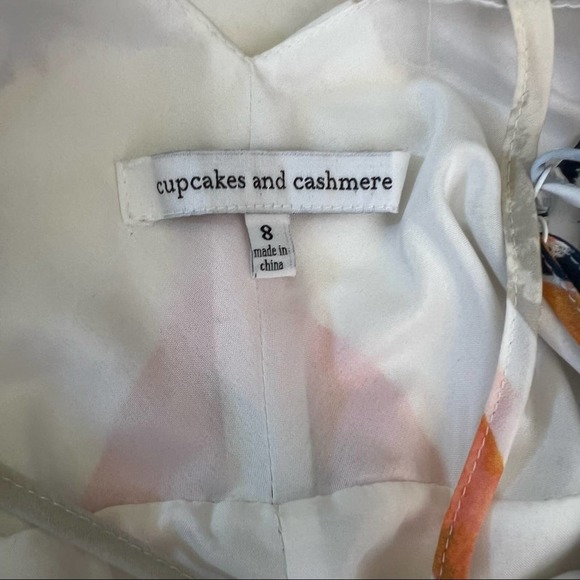 cupcakes and cashmere
8
made in
china